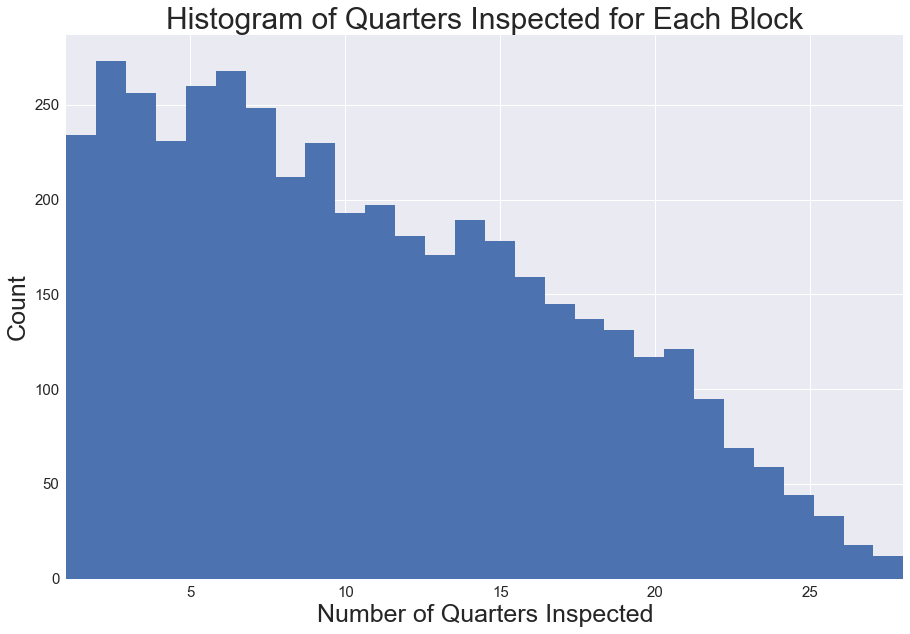 Histogram of Quarters Inspected for Each Block
250
200
150
100
50
0
Count
5 10 15 20 25
Number of Quarters Inspected